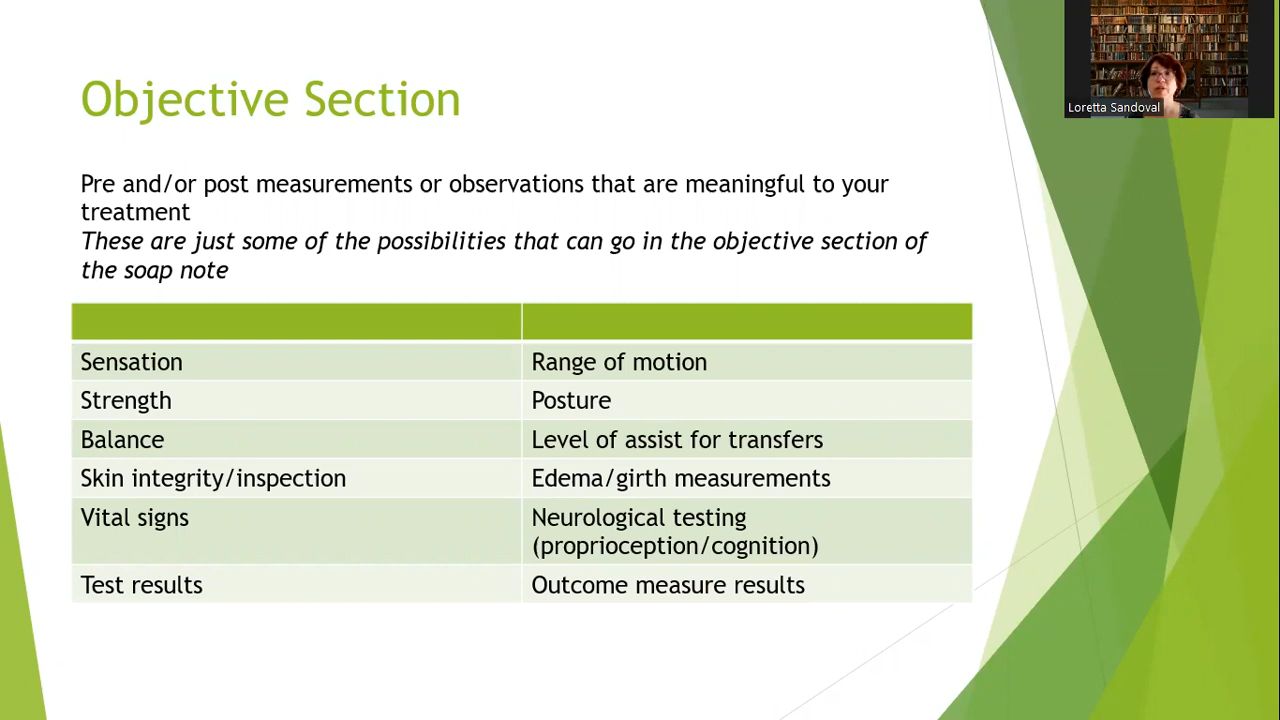 Objective Section
Loretta Sandoval
Pre and/or post measurements or observations that are meaningful to your
treatment
These are just some of the possibilities that can go in the objective section of
the soap note
Sensation
Range of motion
Strength
Posture
Balance
Level of assist for transfers
Skin integrity/inspection
Edema/girth measurements
Vital signs
Neurological testing
(proprioception/cognition)
Test results
Outcome measure results